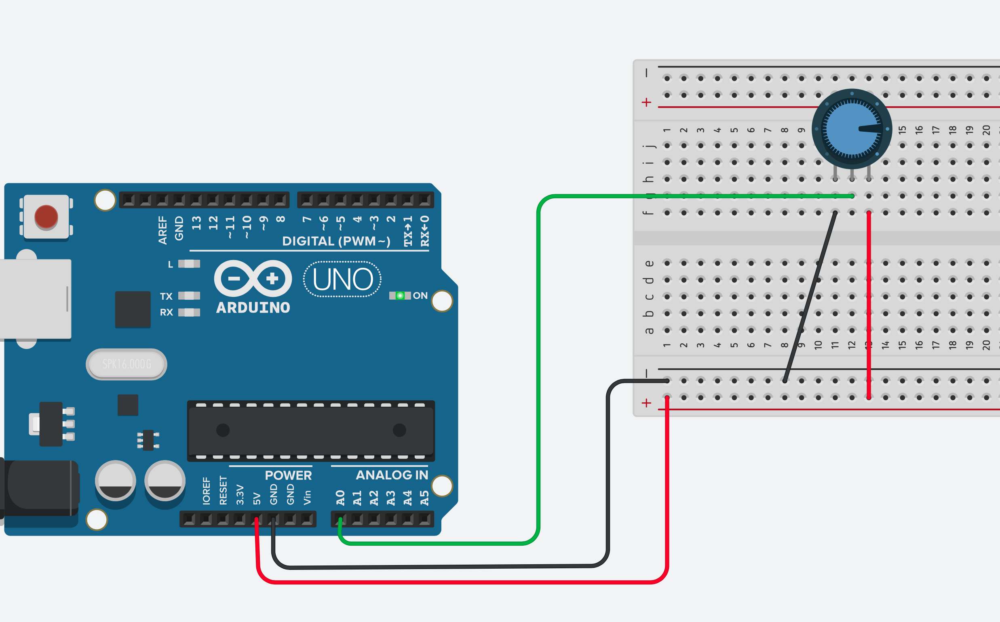 AREF
GND
13
12
~11
~10
~9
8
7
~6
~5
4
~3
2
TX→1
RX←0
DIGITAL (PWM ~)
L
TX
RX
ARDUINO
UNO
ON
SPK16.000G
POWER
ANALOG IN
IOREF
RESET
3.3V
5V
GND
GND
Vin
A0
A1
A2
A3
A4
A5
−
+
1 2 3 4 5 6 7 8 9 15 16 17 18 19 20
j
i
h
f
e
d
c
b
a
1 2 3 4 5 6 7 8 9 10 11 12 13 14 15 16 17 18 19 20
−
+